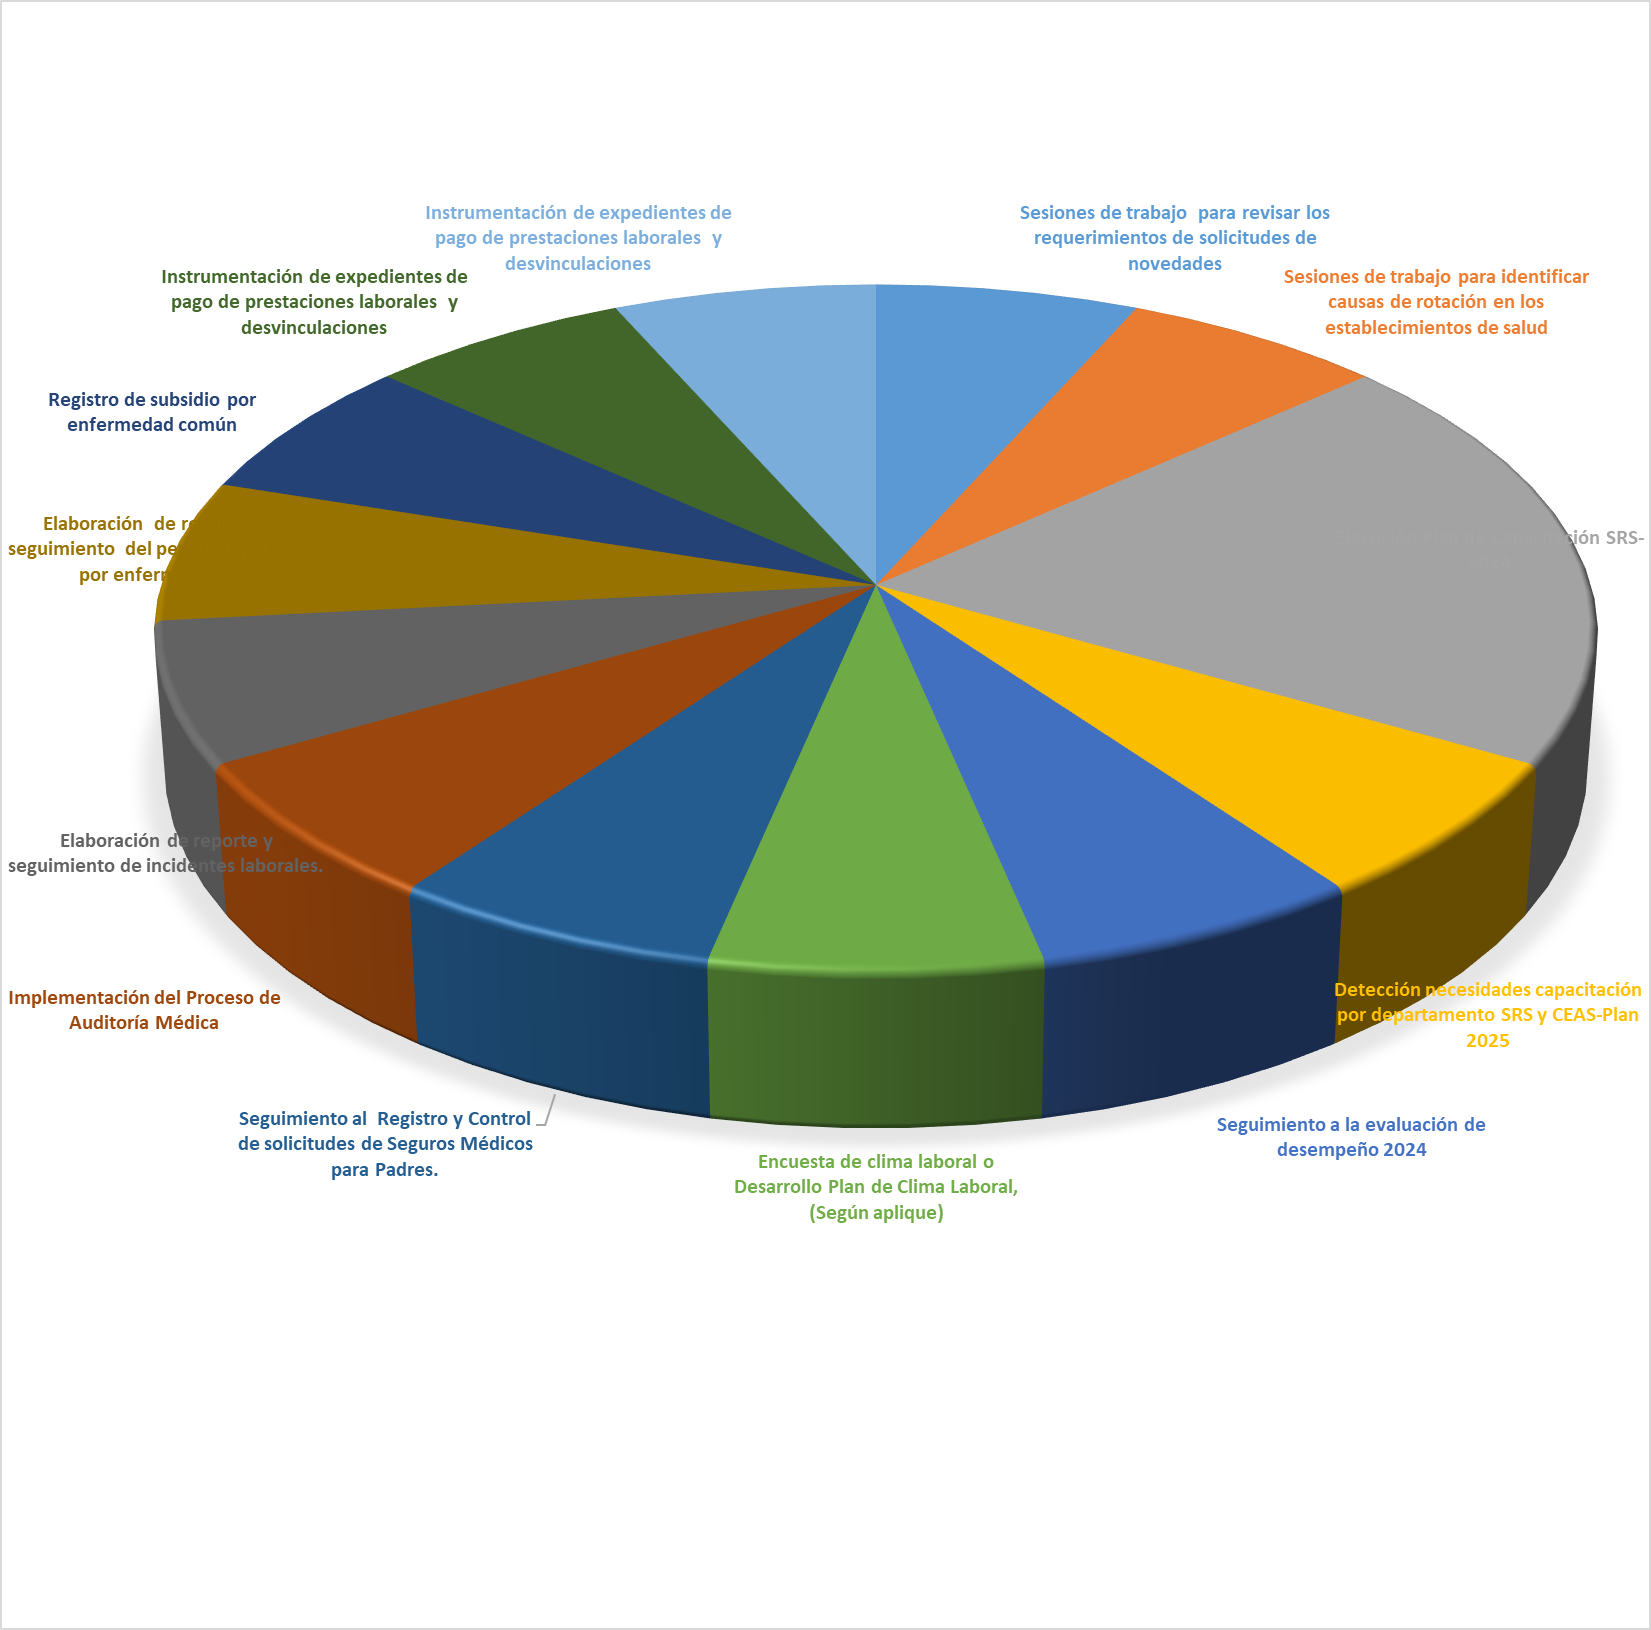 Instrumentación de expedientes de
pago de prestaciones laborales y
desvinculaciones
Sesiones de trabajo para revisar los
requerimientos de solicitudes de
novedades
Instrumentación de expedientes de
pago de prestaciones laborales y
desvinculaciones
Sesiones de trabajo para identificar
causas de rotación en los
establecimientos de salud
Registro de subsidio por
enfermedad común
Elaboración de
seguimiento del
por
SRS-
Elaboración de reporte y
seguimiento de incidentes laborales.
Implementación del Proceso de
Auditoría Médica
Detección necesidades capacitación
por departamento SRS y CEAS-Plan
2025
Seguimiento al Registro y Control
de solicitudes de Seguros Médicos
para Padres.
Seguimiento a la evaluación de
desempeño 2024
Encuesta de clima laboral o
Desarrollo Plan de Clima Laboral,
(Según aplique)